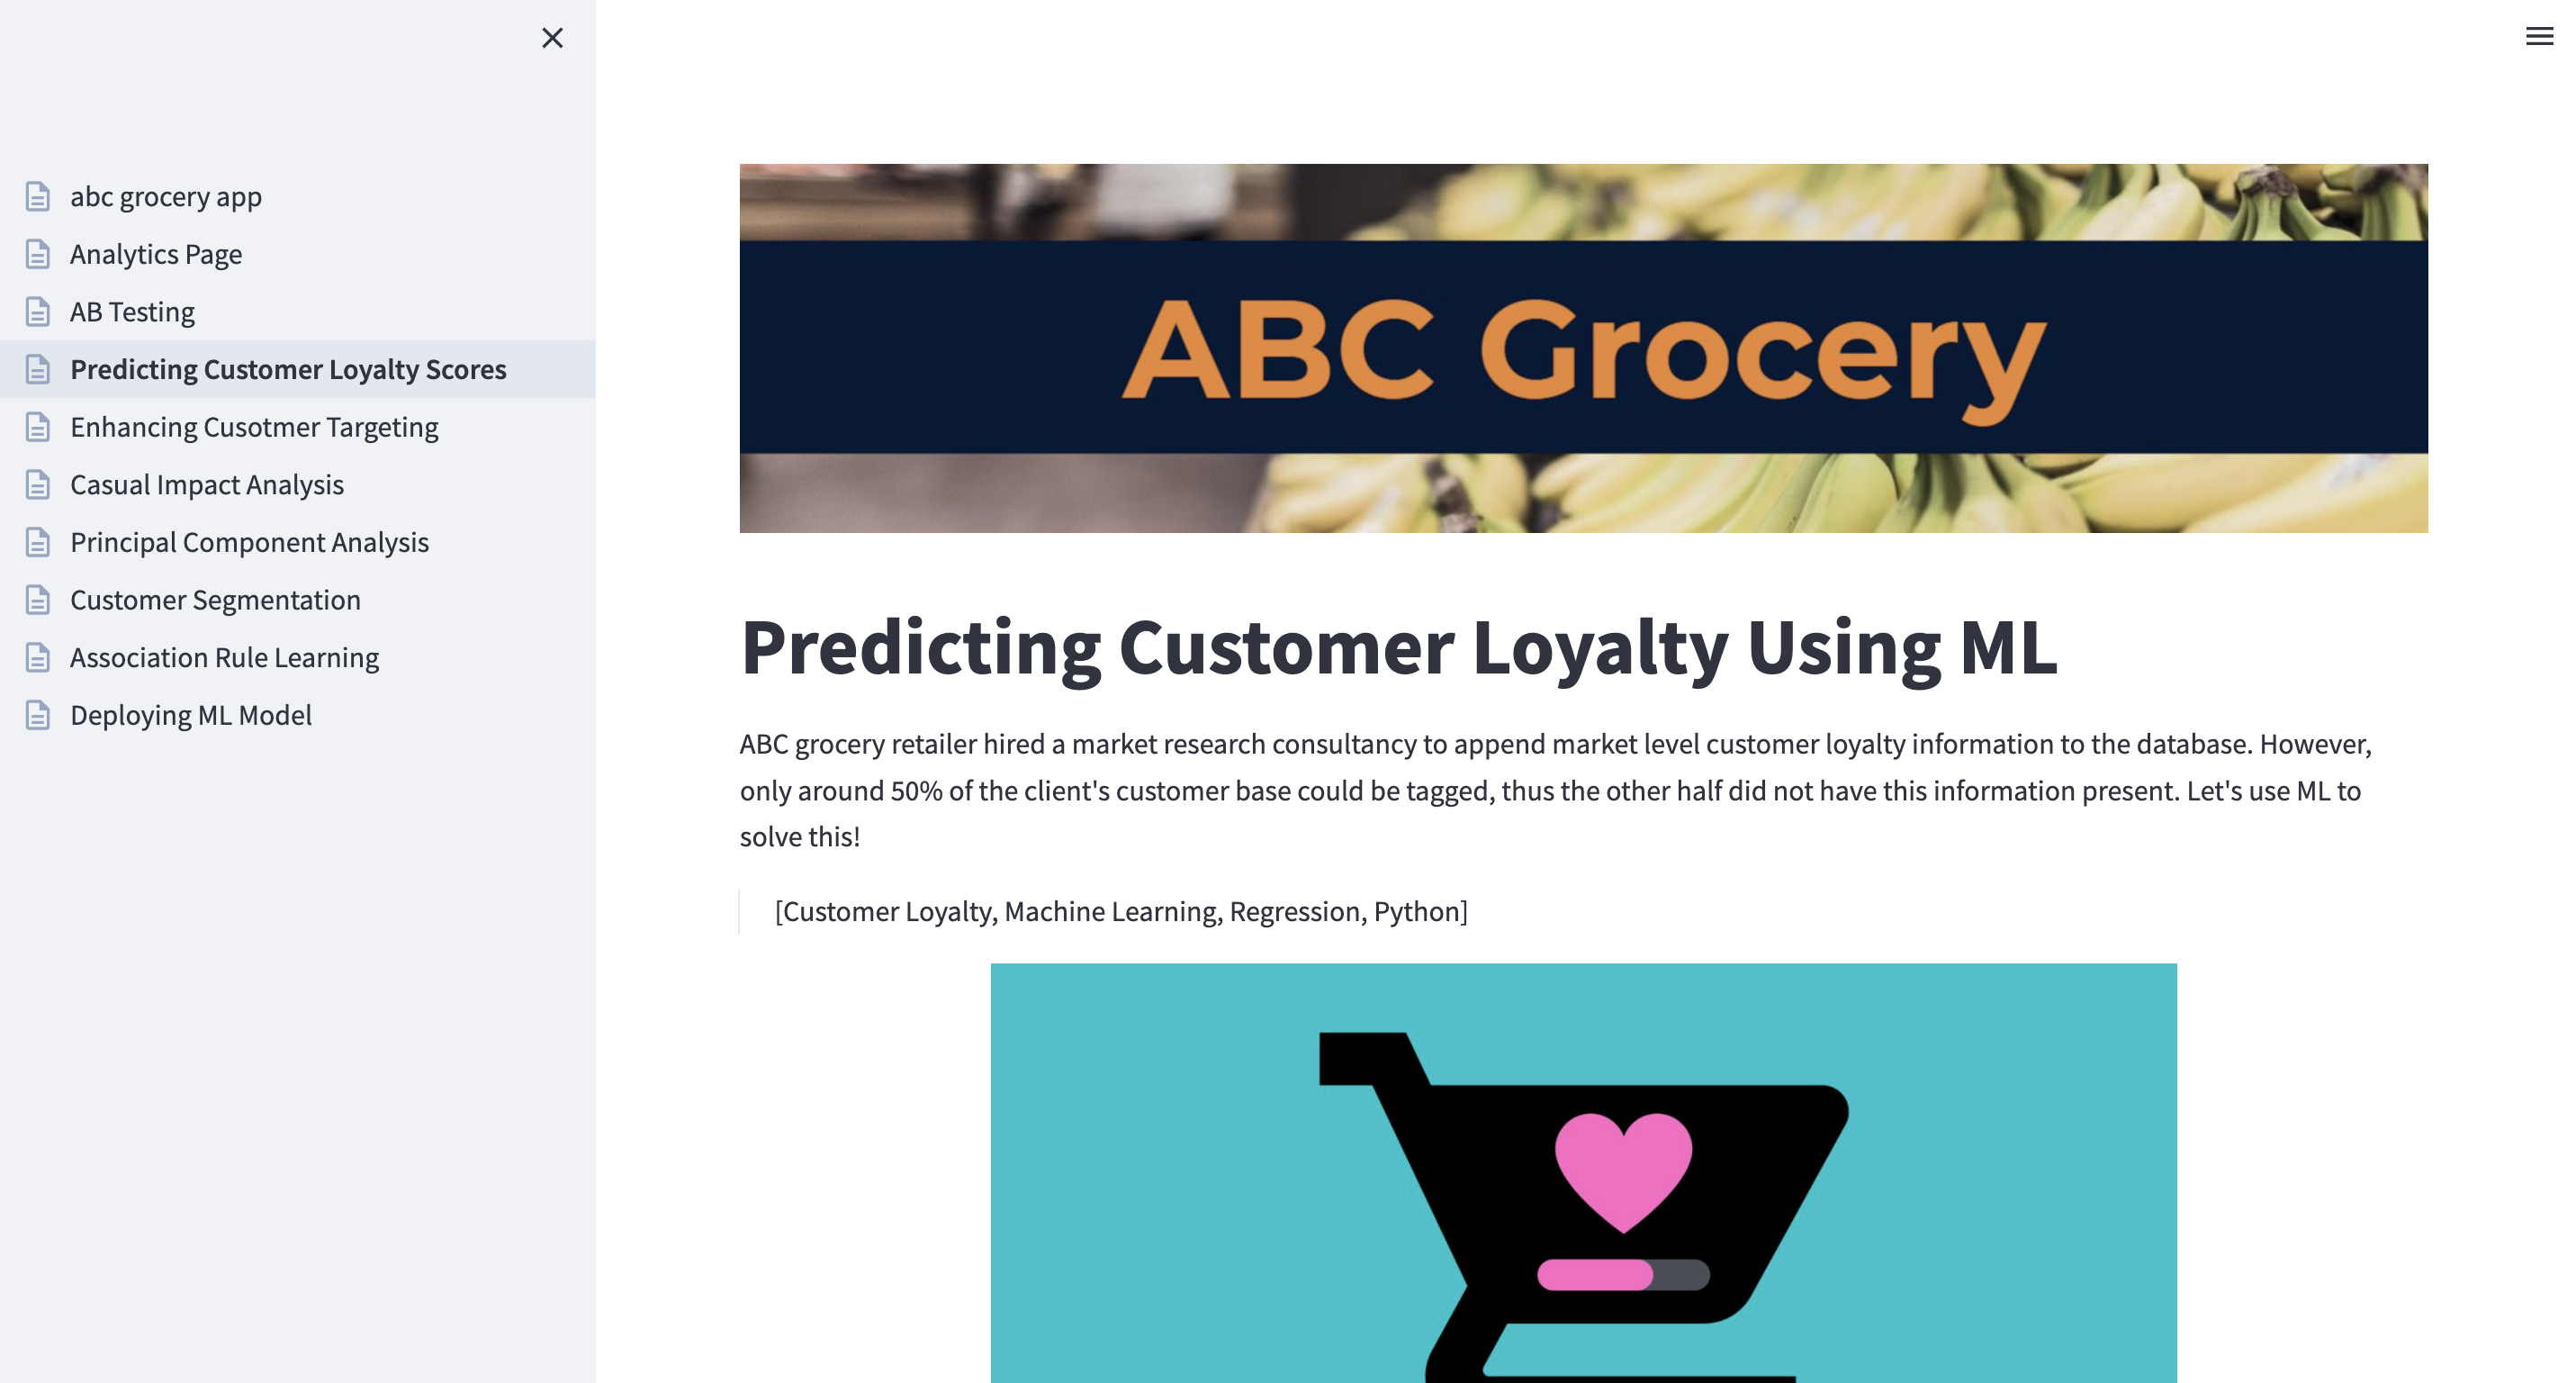 abc grocery app
Analytics Page
AB Testing
Predicting Customer Loyalty Scores
Enhancing Cusotmer Targeting
Casual Impact Analysis
Principal Component Analysis
Customer Segmentation
Association Rule Learning
Deploying ML Model
ABC Grocery
Predicting Customer Loyalty Using ML
ABC grocery retailer hired a market research consultancy to append market level customer loyalty information to the database. However,
only around 50% of the client's customer base could be tagged, thus the other half did not have this information present. Let's use ML to
solve this!
[Customer Loyalty, Machine Learning, Regression, Python]